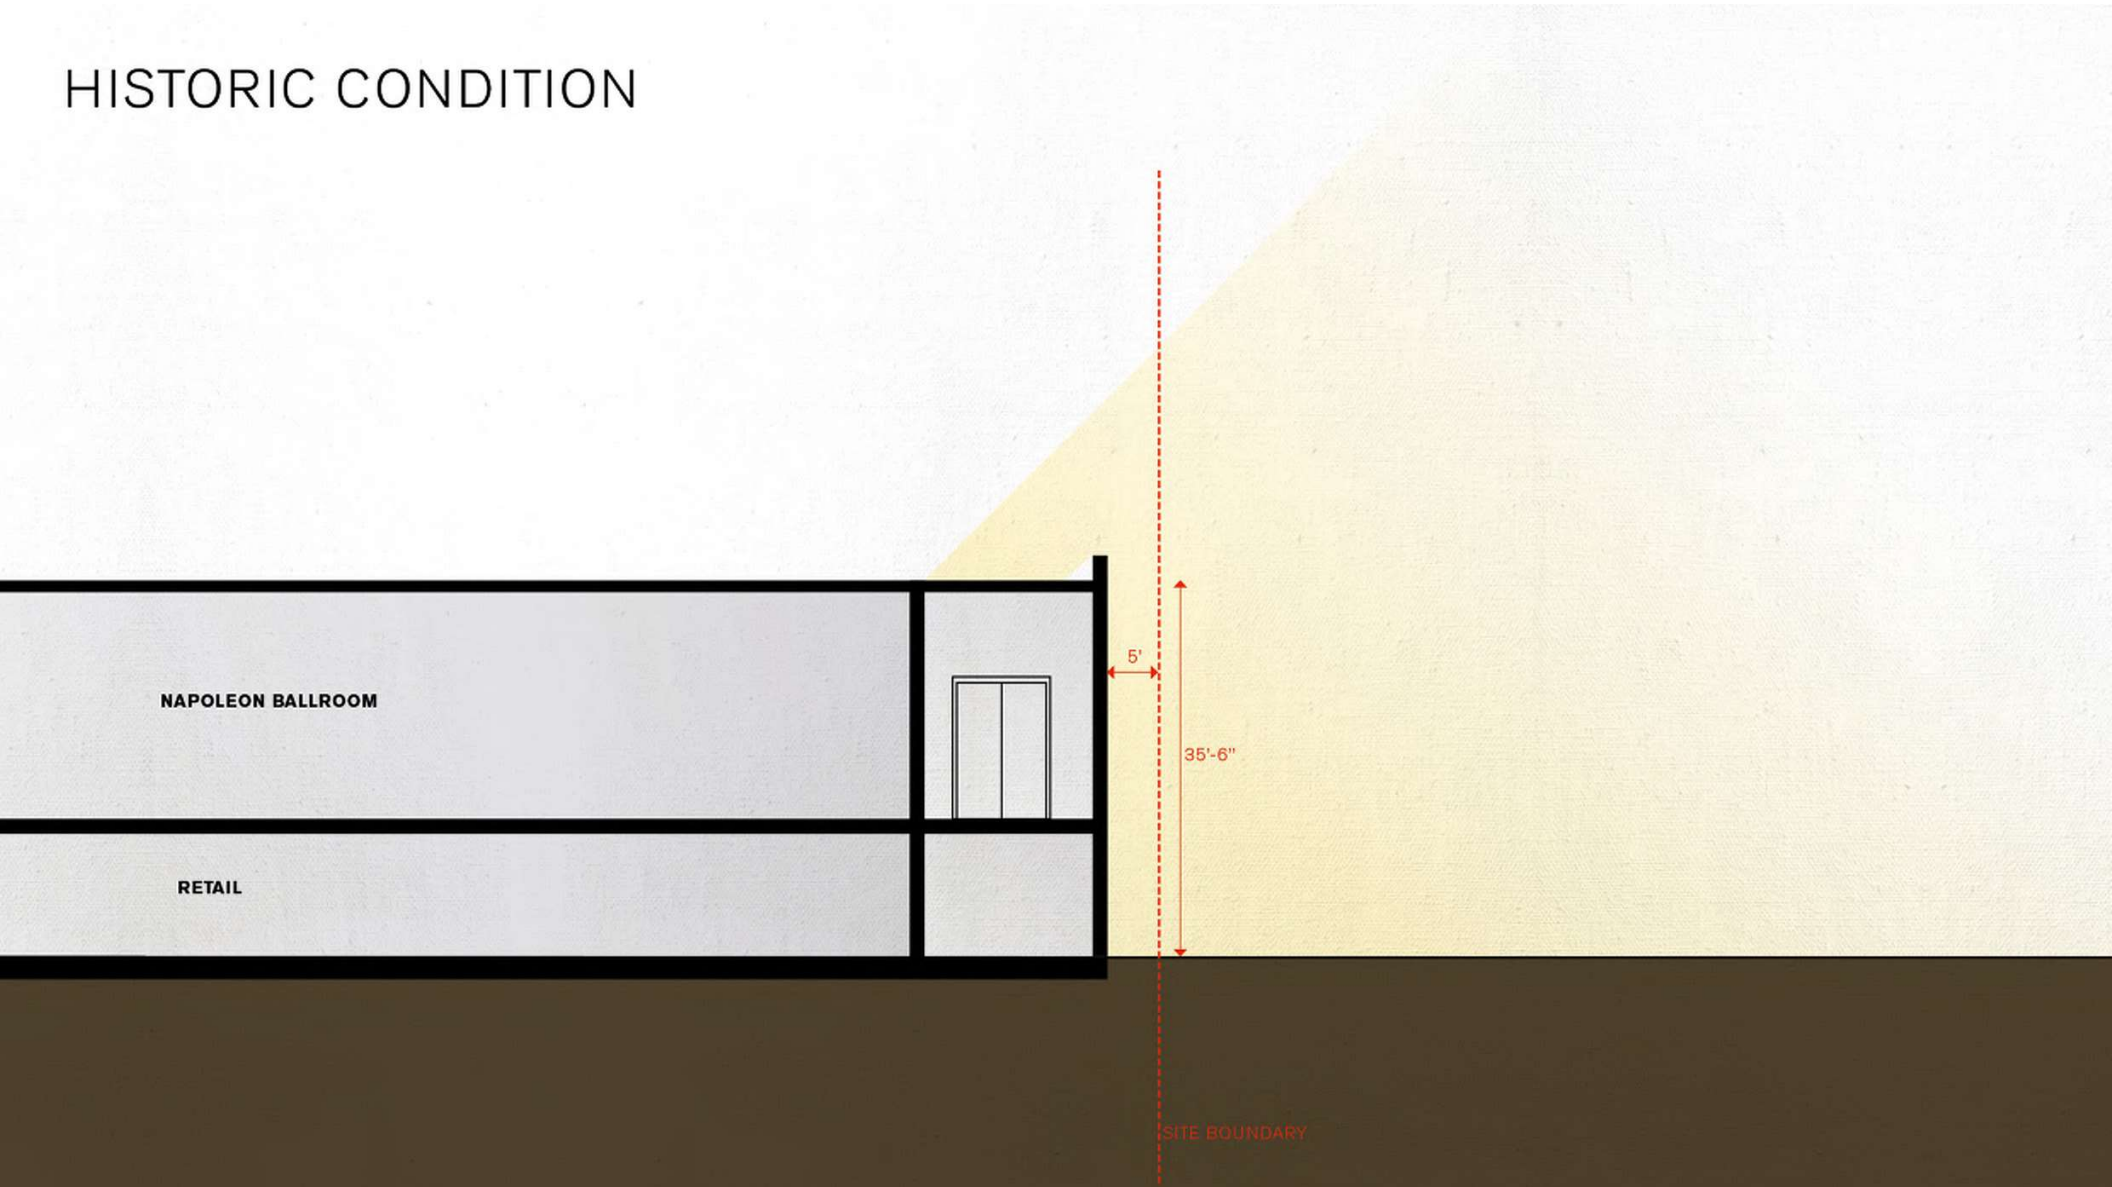 HISTORIC CONDITION
5'
NAPOLEON BALLROOM
35'-6"
RETAIL
SITE BOUNDARY